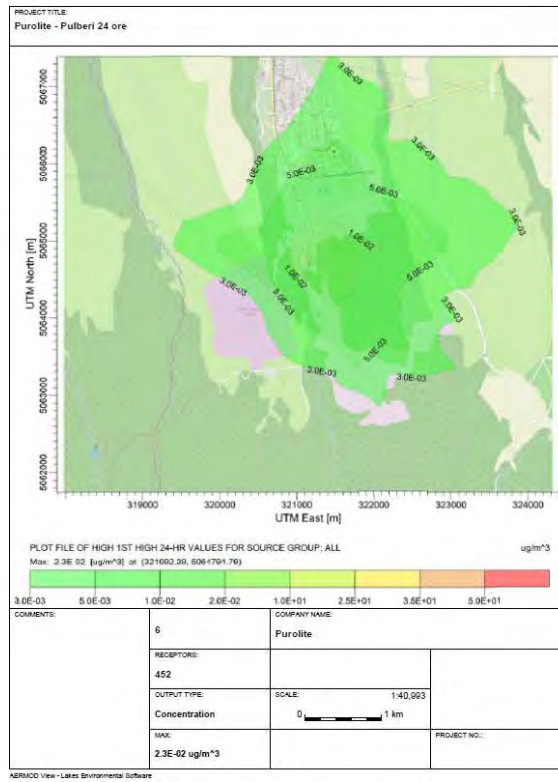 PROJECT TITLE:
Purolite - Pulberi 24 ore
UTM North [m]
5067000
5066000
5065000
5064000
5063000
5062000
3.0E-03
3.0E-03
3.0E-03
5.0E-03
5.0E-03
3.0E-03
1.0E-02
1.0E-02
5.0E-03
3.0E-03
5.0E-03
3.0E-03
5.0E-03
3.0E-03
3.0E-03
319000 320000 321000 322000 323000 324000
UTM East [m]
PLOT FILE OF HIGH 1ST HIGH 24-HR VALUES FOR SOURCE GROUP: ALL ug/m^3
Max: 2.3E-02 [ug/m^3] at
3.0E-03 5.0E-03 1.0E-02 2.0E-02 1.0E+01 2.5E+01 3.5E+01 5.0E+01
COMMENTS:
6
COMPANY NAME:
Purolite
RECEPTORS:
452
OUTPUT TYPE:
Concentration
SCALE: 1:40,993
0 1 km
MAX:
2.3E-02 ug/m^3
PROJECT NO.:
AERMOD View - Lakes Environmental Software